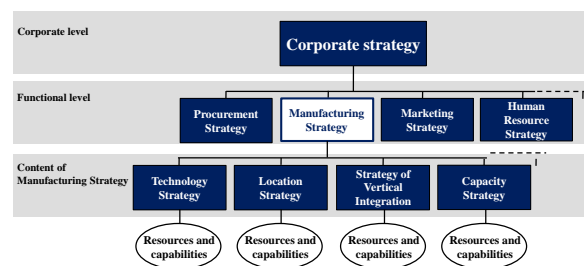 Corporate level
Corporate strategy
Functional level
Procurement
Strategy
Manufacturing
Strategy
Marketing
Strategy
Human
Resource
Strategy
Content of
Manufacturing Strategy
Technology
Strategy
Location
Strategy
Strategy of
Vertical
Integration
Capacity
Strategy
Resources and
capabilities
Resources and
capabilities
Resources and
capabilities
Resources and
capabilities